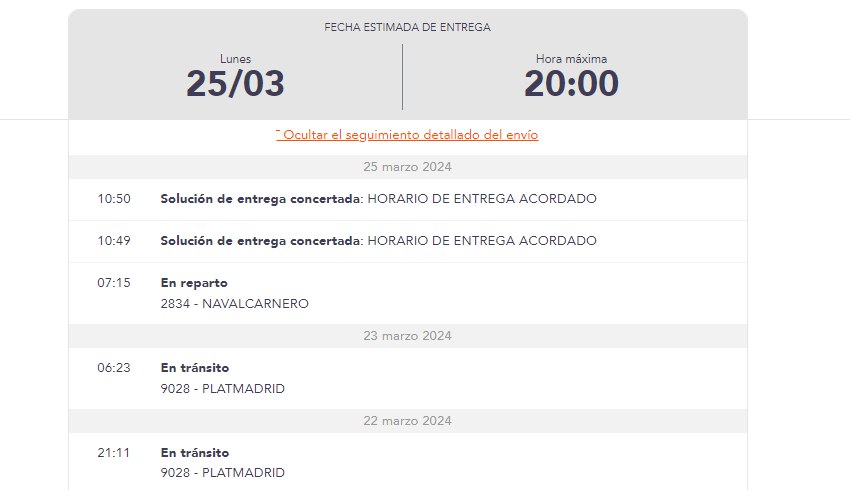 FECHA ESTIMADA DE ENTREGA
Lunes
25/03
Hora máxima
20:00
Ocultar el seguimiento detallado del envío
25 marzo 2024
10:50 Solución de entrega concertada: HORARIO DE ENTREGA ACORDADO
10:49 Solución de entrega concertada: HORARIO DE ENTREGA ACORDADO
07:15 En reparto
2834 - NAVALCARNERO
23 marzo 2024
06:23 En tránsito
9028 - PLATMADRID
22 marzo 2024
21:11 En tránsito
9028 - PLATMADRID